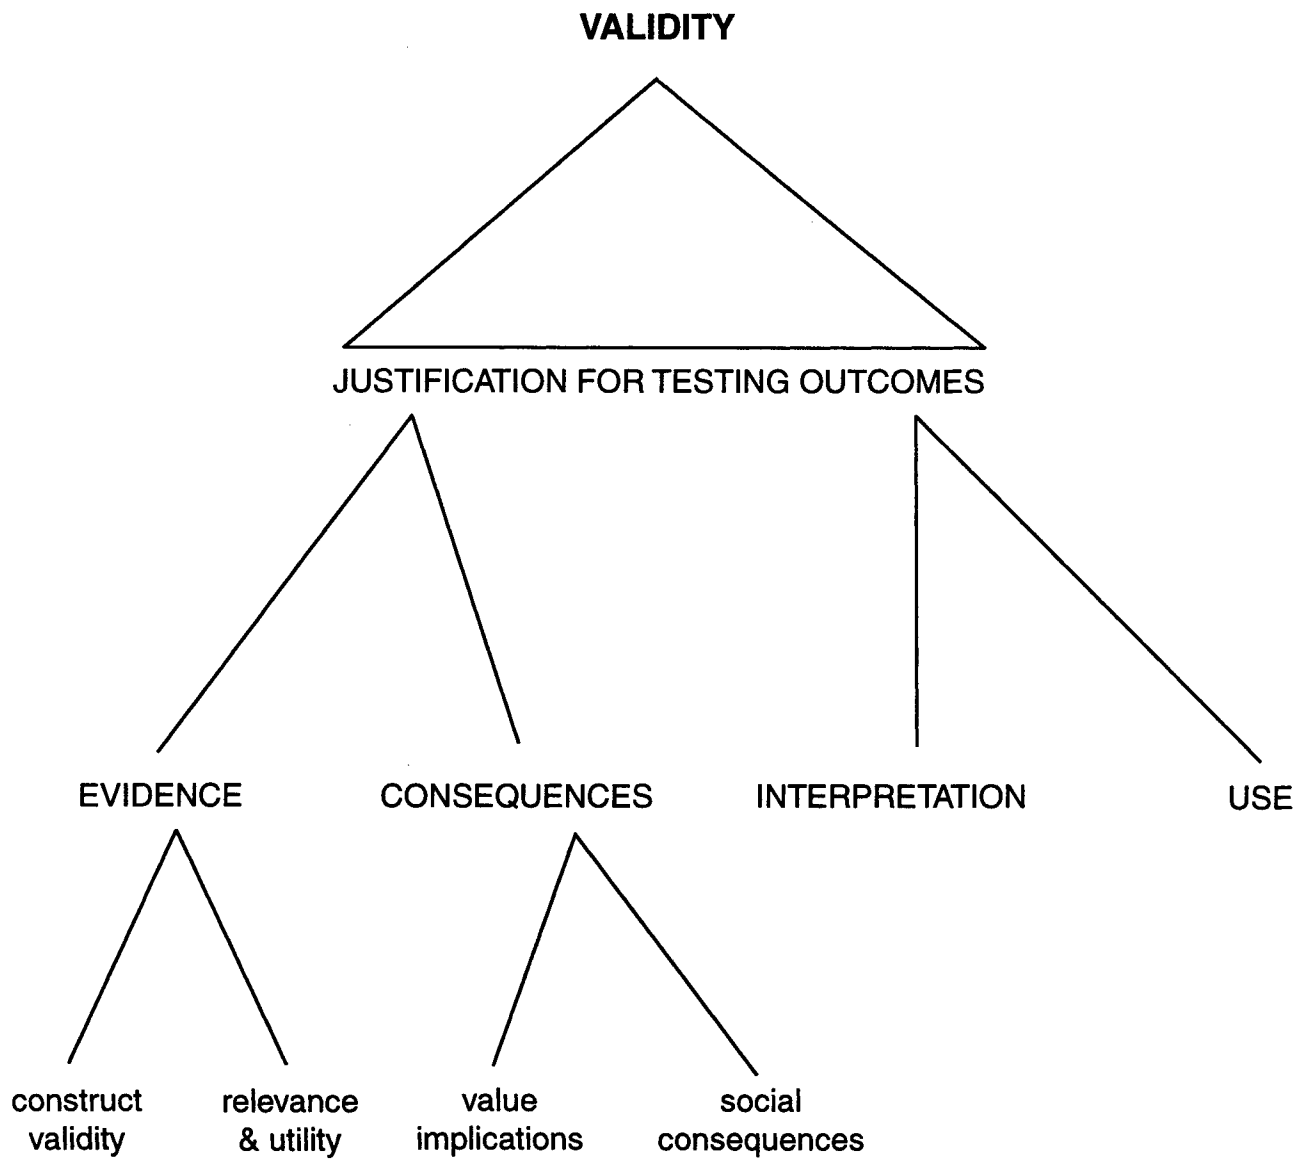 VALIDITY
JUSTIFICATION FOR TESTING OUTCOMES
EVIDENCE
CONSEQUENCES
INTERPRETATION
USE
construct
validity
relevance
& utility
value
implications
social
consequences